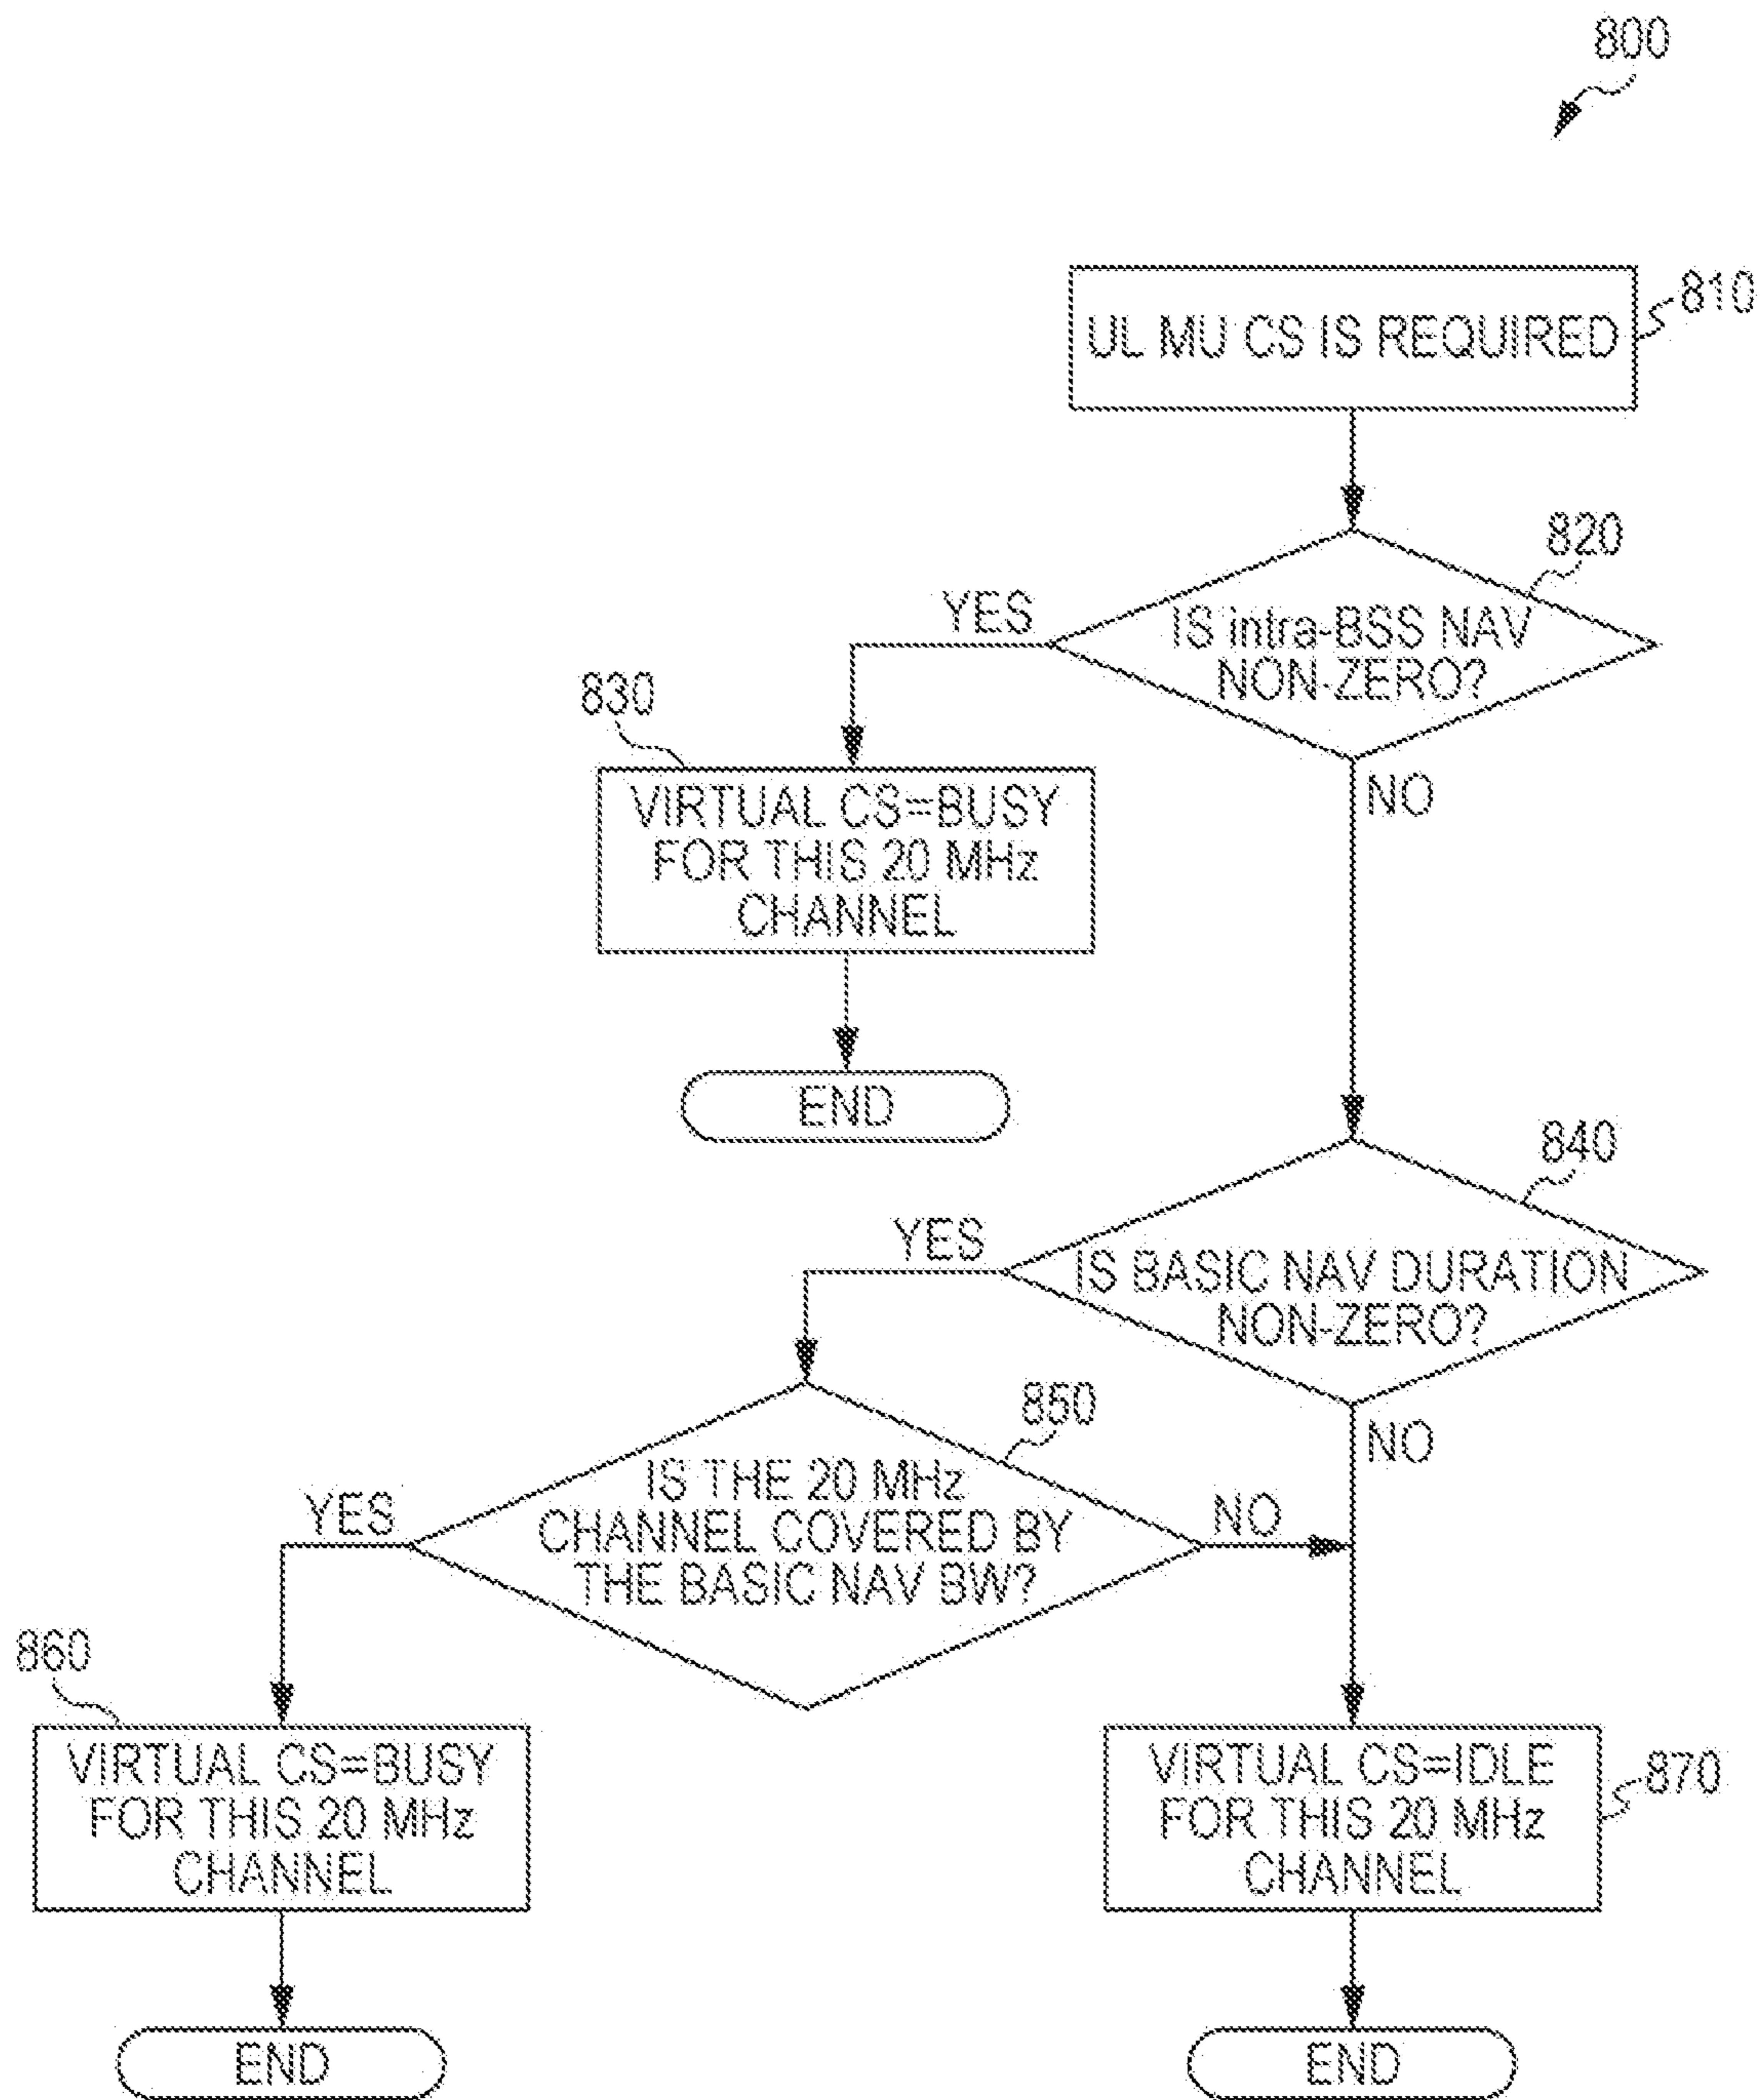 800
UL MU CS IS REQUIRED
810
820
IS intra-BSS NAV
NON-ZERO?
YES
NO
830
VIRTUAL CS=BUSY
FOR THIS 20 MHz
CHANNEL
END
840
IS BASIC NAV DURATION
NON-ZERO?
YES
NO
850
IS THE 20 MHz
CHANNEL COVERED BY
THE BASIC NAV BW?
YES
NO
860
VIRTUAL CS=BUSY
FOR THIS 20 MHz
CHANNEL
END
VIRTUAL CS=IDLE
FOR THIS 20 MHz
CHANNEL
870
END